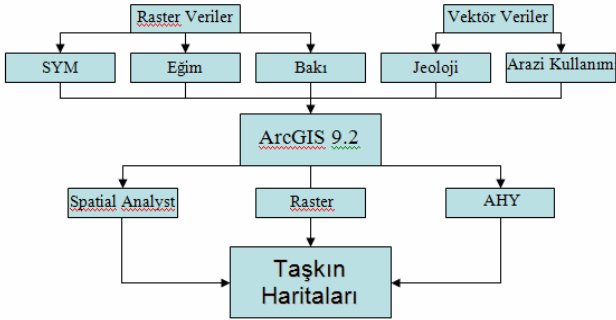 Raster Veriler
Vektör Veriler
SYM
Eğim
Bakı
Jeoloji
Arazi Kullanım
ArcGIS 9.2
Spatial Analyst
Raster
AHY
Taşkın
Haritaları